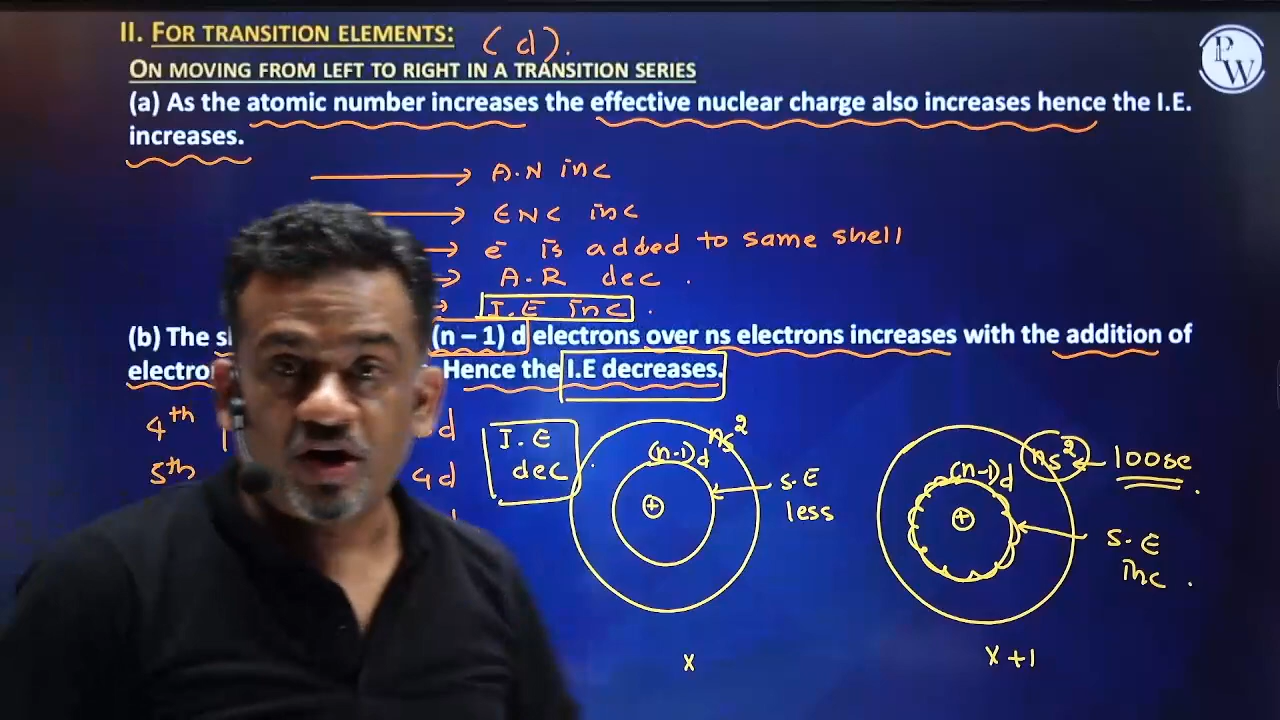 II. FOR TRANSITION ELEMENTS: (d).
PW
ON MOVING FROM LEFT TO RIGHT IN A TRANSITION SERIES
(a) As the atomic number increases the effective nuclear charge also increases hence the I.E.
increases.
A.N inc
ENC inc
e⁻ is added to same shell
A.R dec.
I.E inc.
(b) The (n – 1) d electrons over ns electrons increases with the addition of
Hence the I.E decreases.
4th d
I.E dec.
(n-1)d ns²
S.E less
(n-1)d ns²
loose.
5th 4d
S.E inc.
X
X+1